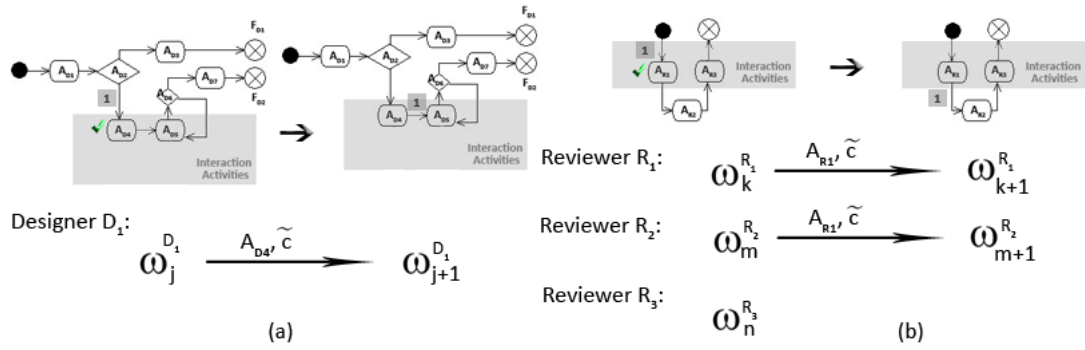 F_D1
A_D1
A_D2
A_D3
A_D7
A_D6
F_D2
1
A_D4
A_D5
Interaction
Activities
F_D1
A_D1
A_D2
A_D3
A_D7
A_D6
F_D2
1
A_D4
A_D5
Interaction
Activities
Designer D₁:
ω_j^D₁
A_D4, c̃
ω_j+1^D₁
(a)
1
A_R1
A_R3
Interaction
Activities
A_R2
A_R1
A_R3
Interaction
Activities
1
A_R2
Reviewer R₁:
ω_k^R₁
A_R1, c̃
ω_k+1^R₁
Reviewer R₂:
ω_m^R₂
A_R1, c̃
ω_m+1^R₂
Reviewer R₃:
ω_n^R₃
(b)